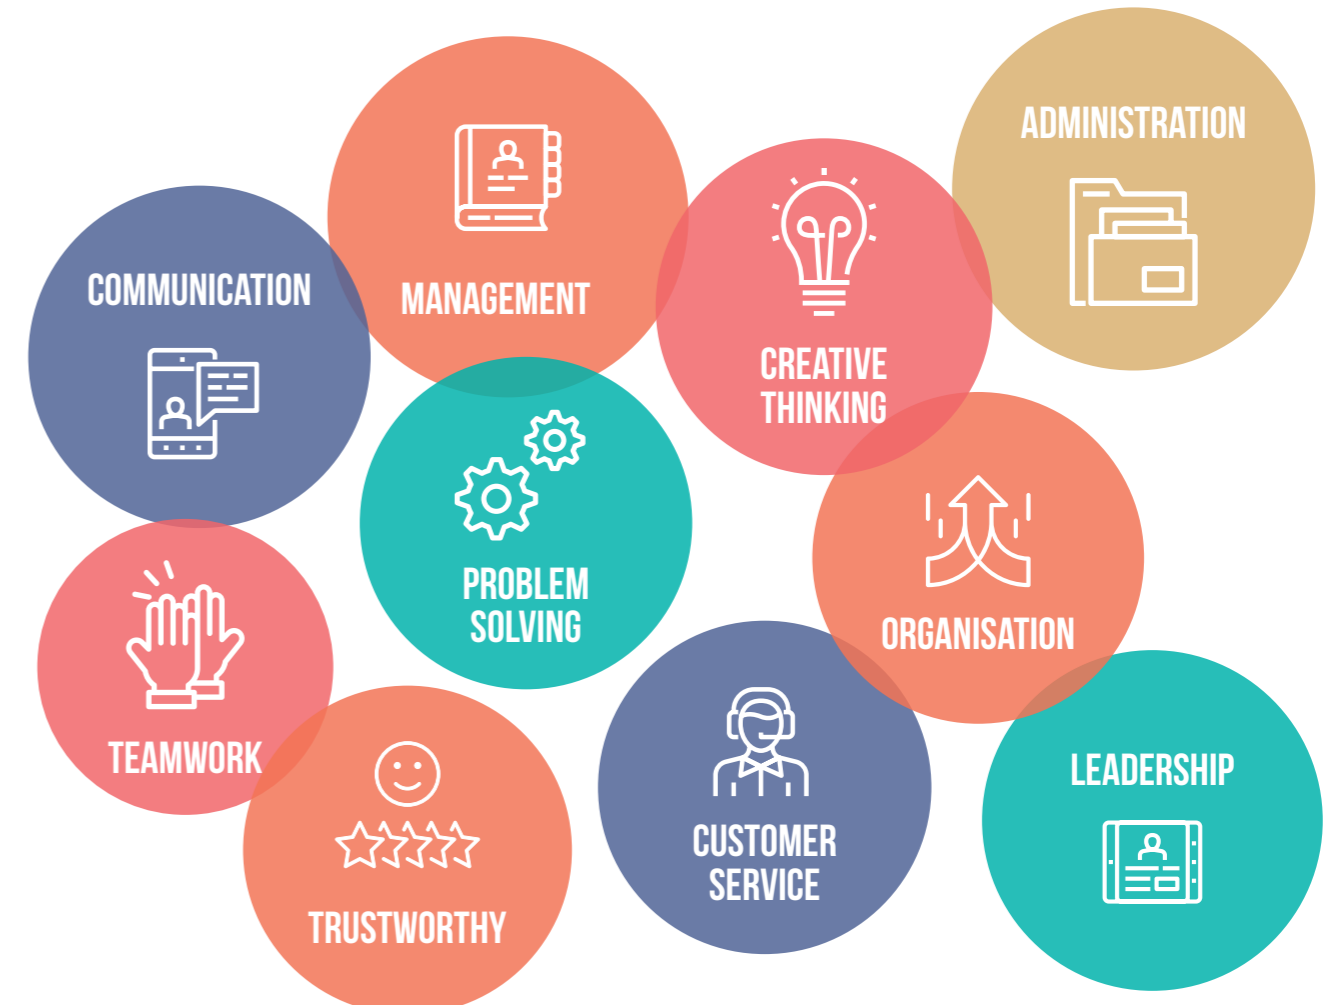 ADMINISTRATION
COMMUNICATION
MANAGEMENT
CREATIVE
THINKING
PROBLEM
SOLVING
ORGANISATION
TEAMWORK
LEADERSHIP
CUSTOMER
SERVICE
TRUSTWORTHY